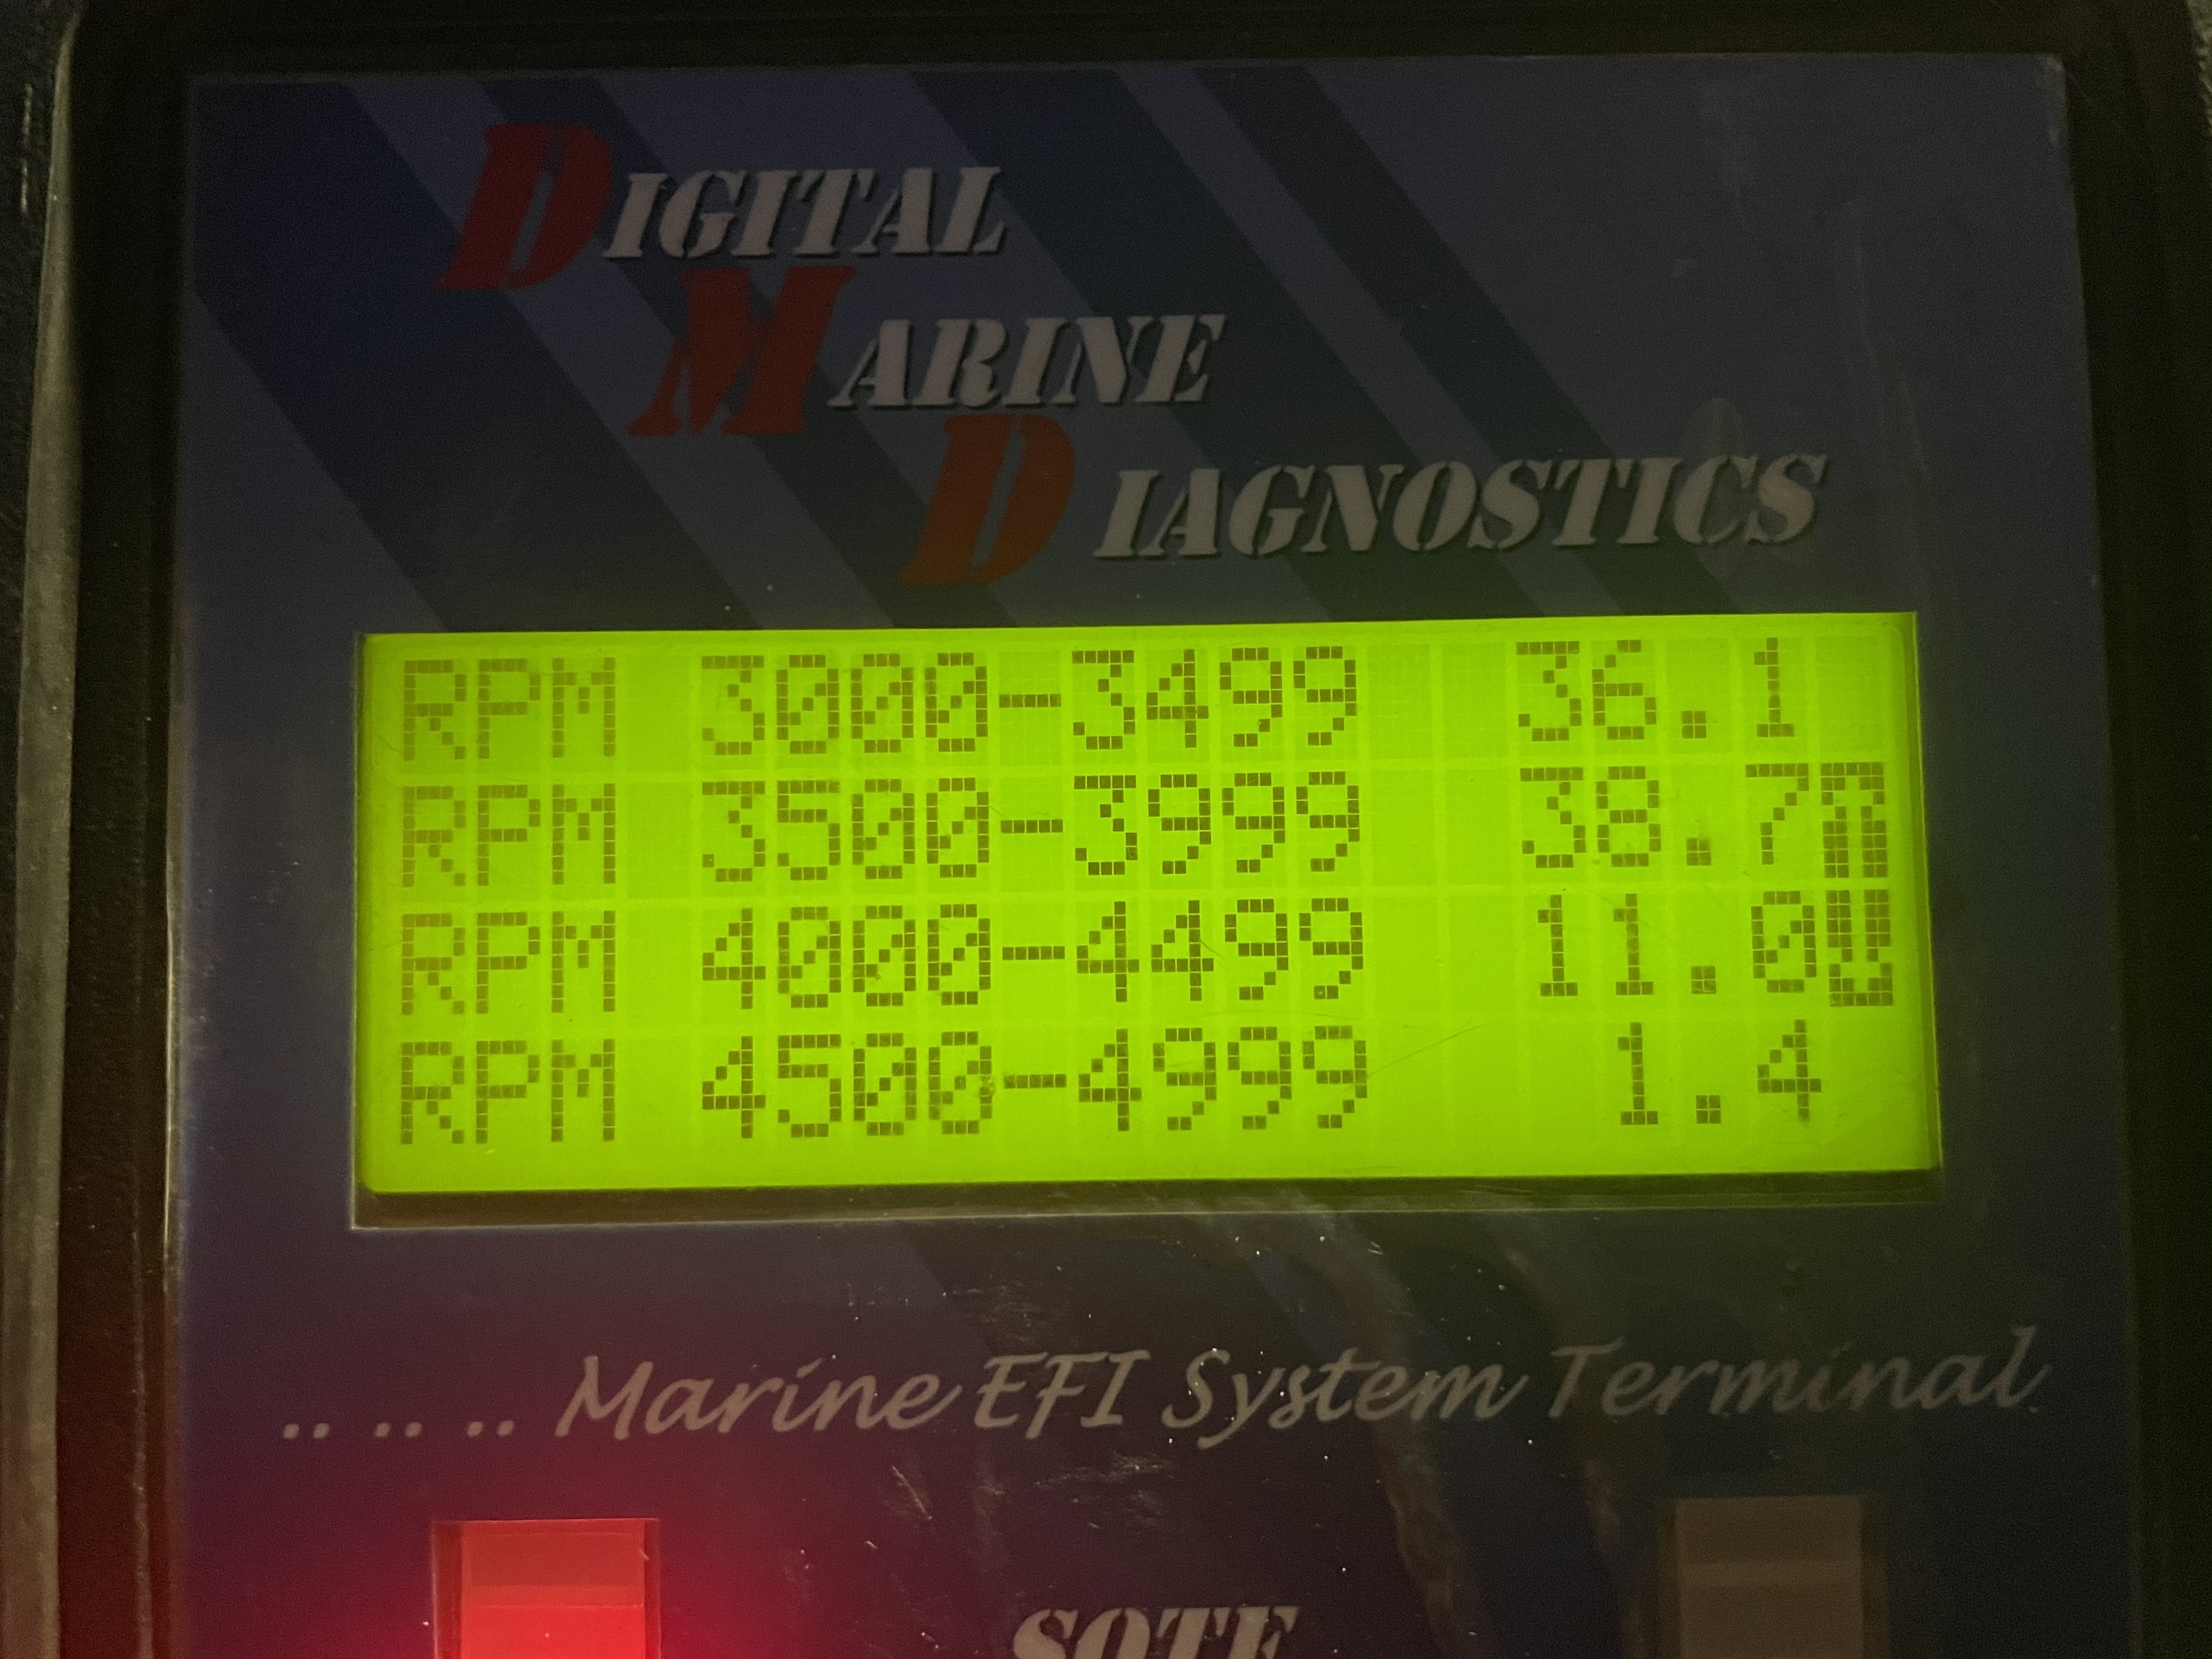 DIGITAL
MARINE
DIAGNOSTICS
RPM 3000-3499 36.1
RPM 3500-3999 38.7
RPM 4000-4499 11.0
RPM 4500-4999 1.4
.. .. .. Marine EFI System Terminal